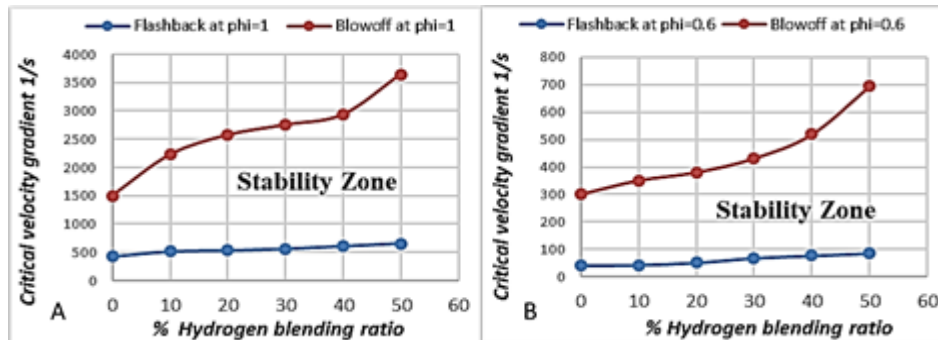 Flashback at phi=1 Blowoff at phi=1
Critical velocity gradient 1/s
4000
3500
3000
2500
2000
1500
1000
500
0
Stability Zone
0 10 20 30 40 50 60
A
% Hydrogen blending ratio
Flashback at phi=0.6 Blowoff at phi=0.6
Critical velocity gradient 1/s
800
700
600
500
400
300
200
100
0
Stability Zone
0 10 20 30 40 50 60
B
% Hydrogen blending ratio